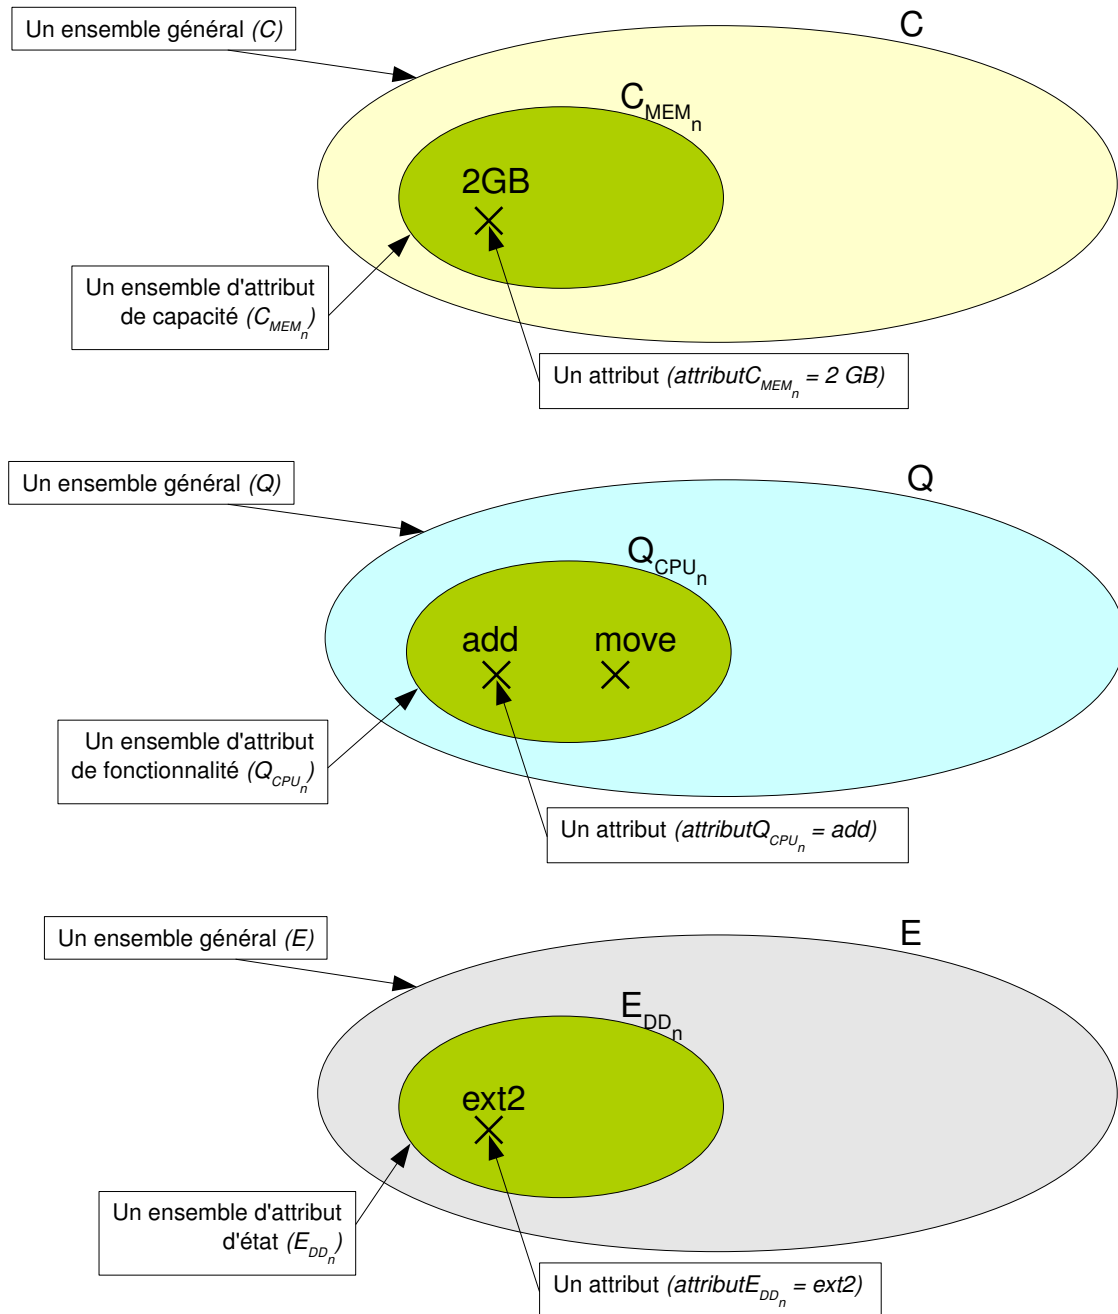 Un ensemble général (C)
C
C_MEM_n
2GB
Un ensemble d'attribut
de capacité (C_MEM_n)
Un attribut (attributC_MEM_n = 2 GB)
Un ensemble général (Q)
Q
Q_CPU_n
add move
Un ensemble d'attribut
de fonctionnalité (Q_CPU_n)
Un attribut (attributQ_CPU_n = add)
Un ensemble général (E)
E
E_DD_n
ext2
Un ensemble d'attribut
d'état (E_DD_n)
Un attribut (attributE_DD_n = ext2)